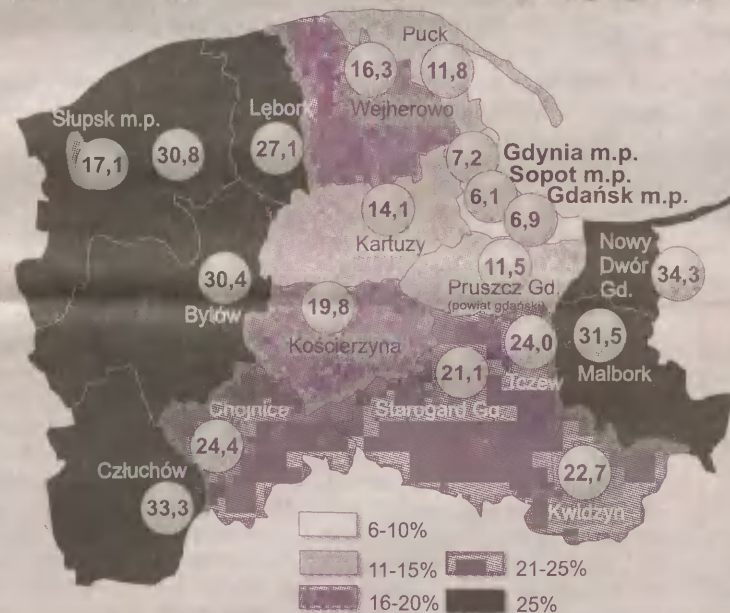 Puck
16,3
11,8
Wejherowo
Lębork
27,1
Słupsk m.p.
17,1
30,8
7,2
Gdynia m.p.
Sopot m.p.
6,1
Gdańsk m.p.
6,9
14,1
Kartuzy
11,5
Pruszcz Gd.
(powiat gdański)
Nowy
Dwór
Gd.
34,3
30,4
Bytów
19,8
Kościerzyna
24,0
Tczew
31,5
Malbork
21,1
Starogard Gd.
Chojnice
24,4
Człuchów
33,3
22,7
Kwidzyn
6-10%
11-15%
16-20%
21-25%
25%